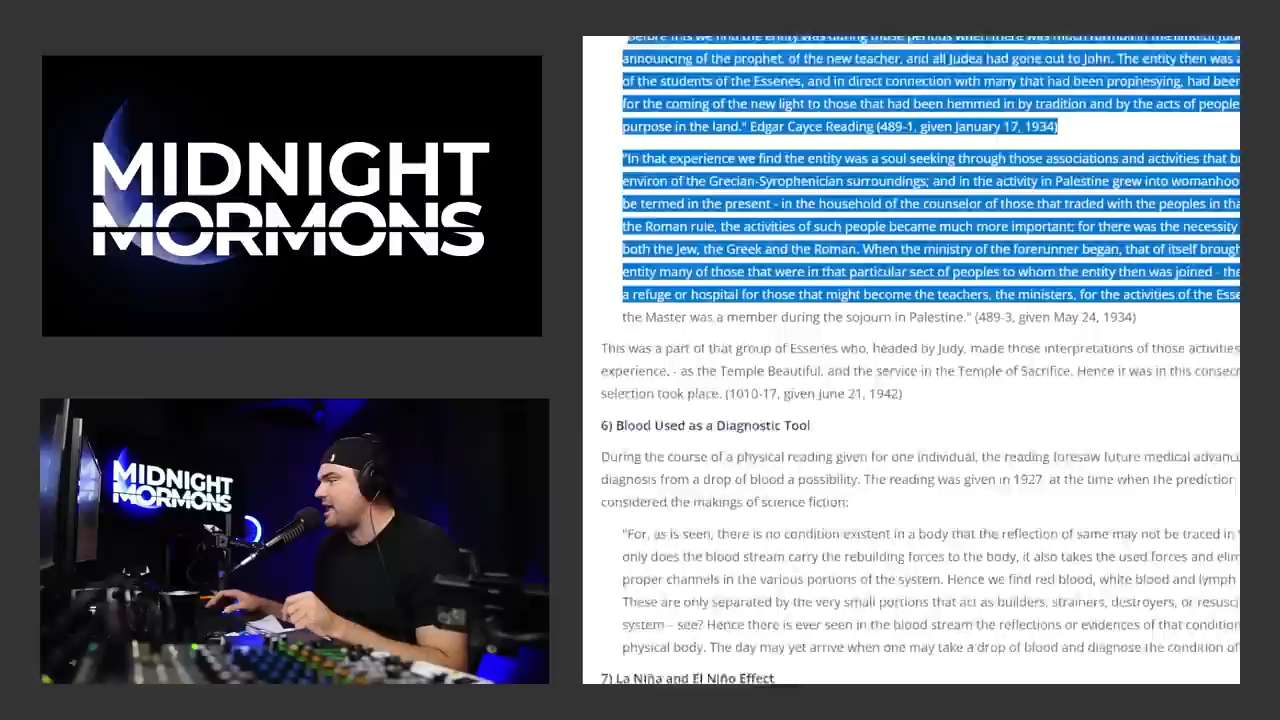 MIDNIGHT
MORMONS
MIDNIGHT
MORMONS
"Before this we find the entity was during those periods when there was much turmoil in the land of
announcing of the prophet, of the new teacher, and all Judea had gone out to John. The entity then was
of the students of the Essenes, and in direct connection with many that had been prophesying, had been
for the coming of the new light to those that had been hemmed in by tradition and by the acts of people
purpose in the land." Edgar Cayce Reading (489-1, given January 17, 1934)
"In that experience we find the entity was a soul seeking through those associations and activities that
environ of the Grecian-Syrophenician surroundings; and in the activity in Palestine grew into
be termed in the present - in the household of the counselor of those that traded with the peoples in
the Roman rule, the activities of such people became much more important; for there was the necessity
both the Jew, the Greek and the Roman. When the ministry of the forerunner began, that of itself
entity many of those that were in that particular sect of peoples to whom the entity then was joined - the
a refuge or hospital for those that might become the teachers, the ministers, for the activities of the
the Master was a member during the sojourn in Palestine." (489-3, given May 24, 1934)
This was a part of that group of Essenes who, headed by Judy, made those interpretations of those activities
experience, - as the Temple Beautiful, and the service in the Temple of Sacrifice. Hence it was in this
selection took place. (1010-17, given June 21, 1942)
6) Blood Used as a Diagnostic Tool
During the course of a physical reading given for one individual, the reading foresaw future medical
diagnosis from a drop of blood a possibility. The reading was given in 1927 at the time when the prediction
considered the makings of science fiction:
"For, as is seen, there is no condition existent in a body that the reflection of same may not be traced in
only does the blood stream carry the rebuilding forces to the body, it also takes the used forces and
proper channels in the various portions of the system. Hence we find red blood, white blood and lymph
These are only separated by the very small portions that act as builders, strainers, destroyers, or
system – see? Hence there is ever seen in the blood stream the reflections or evidences of that
physical body. The day may yet arrive when one may take a drop of blood and diagnose the condition of
7) La Niña and El Niño Effect